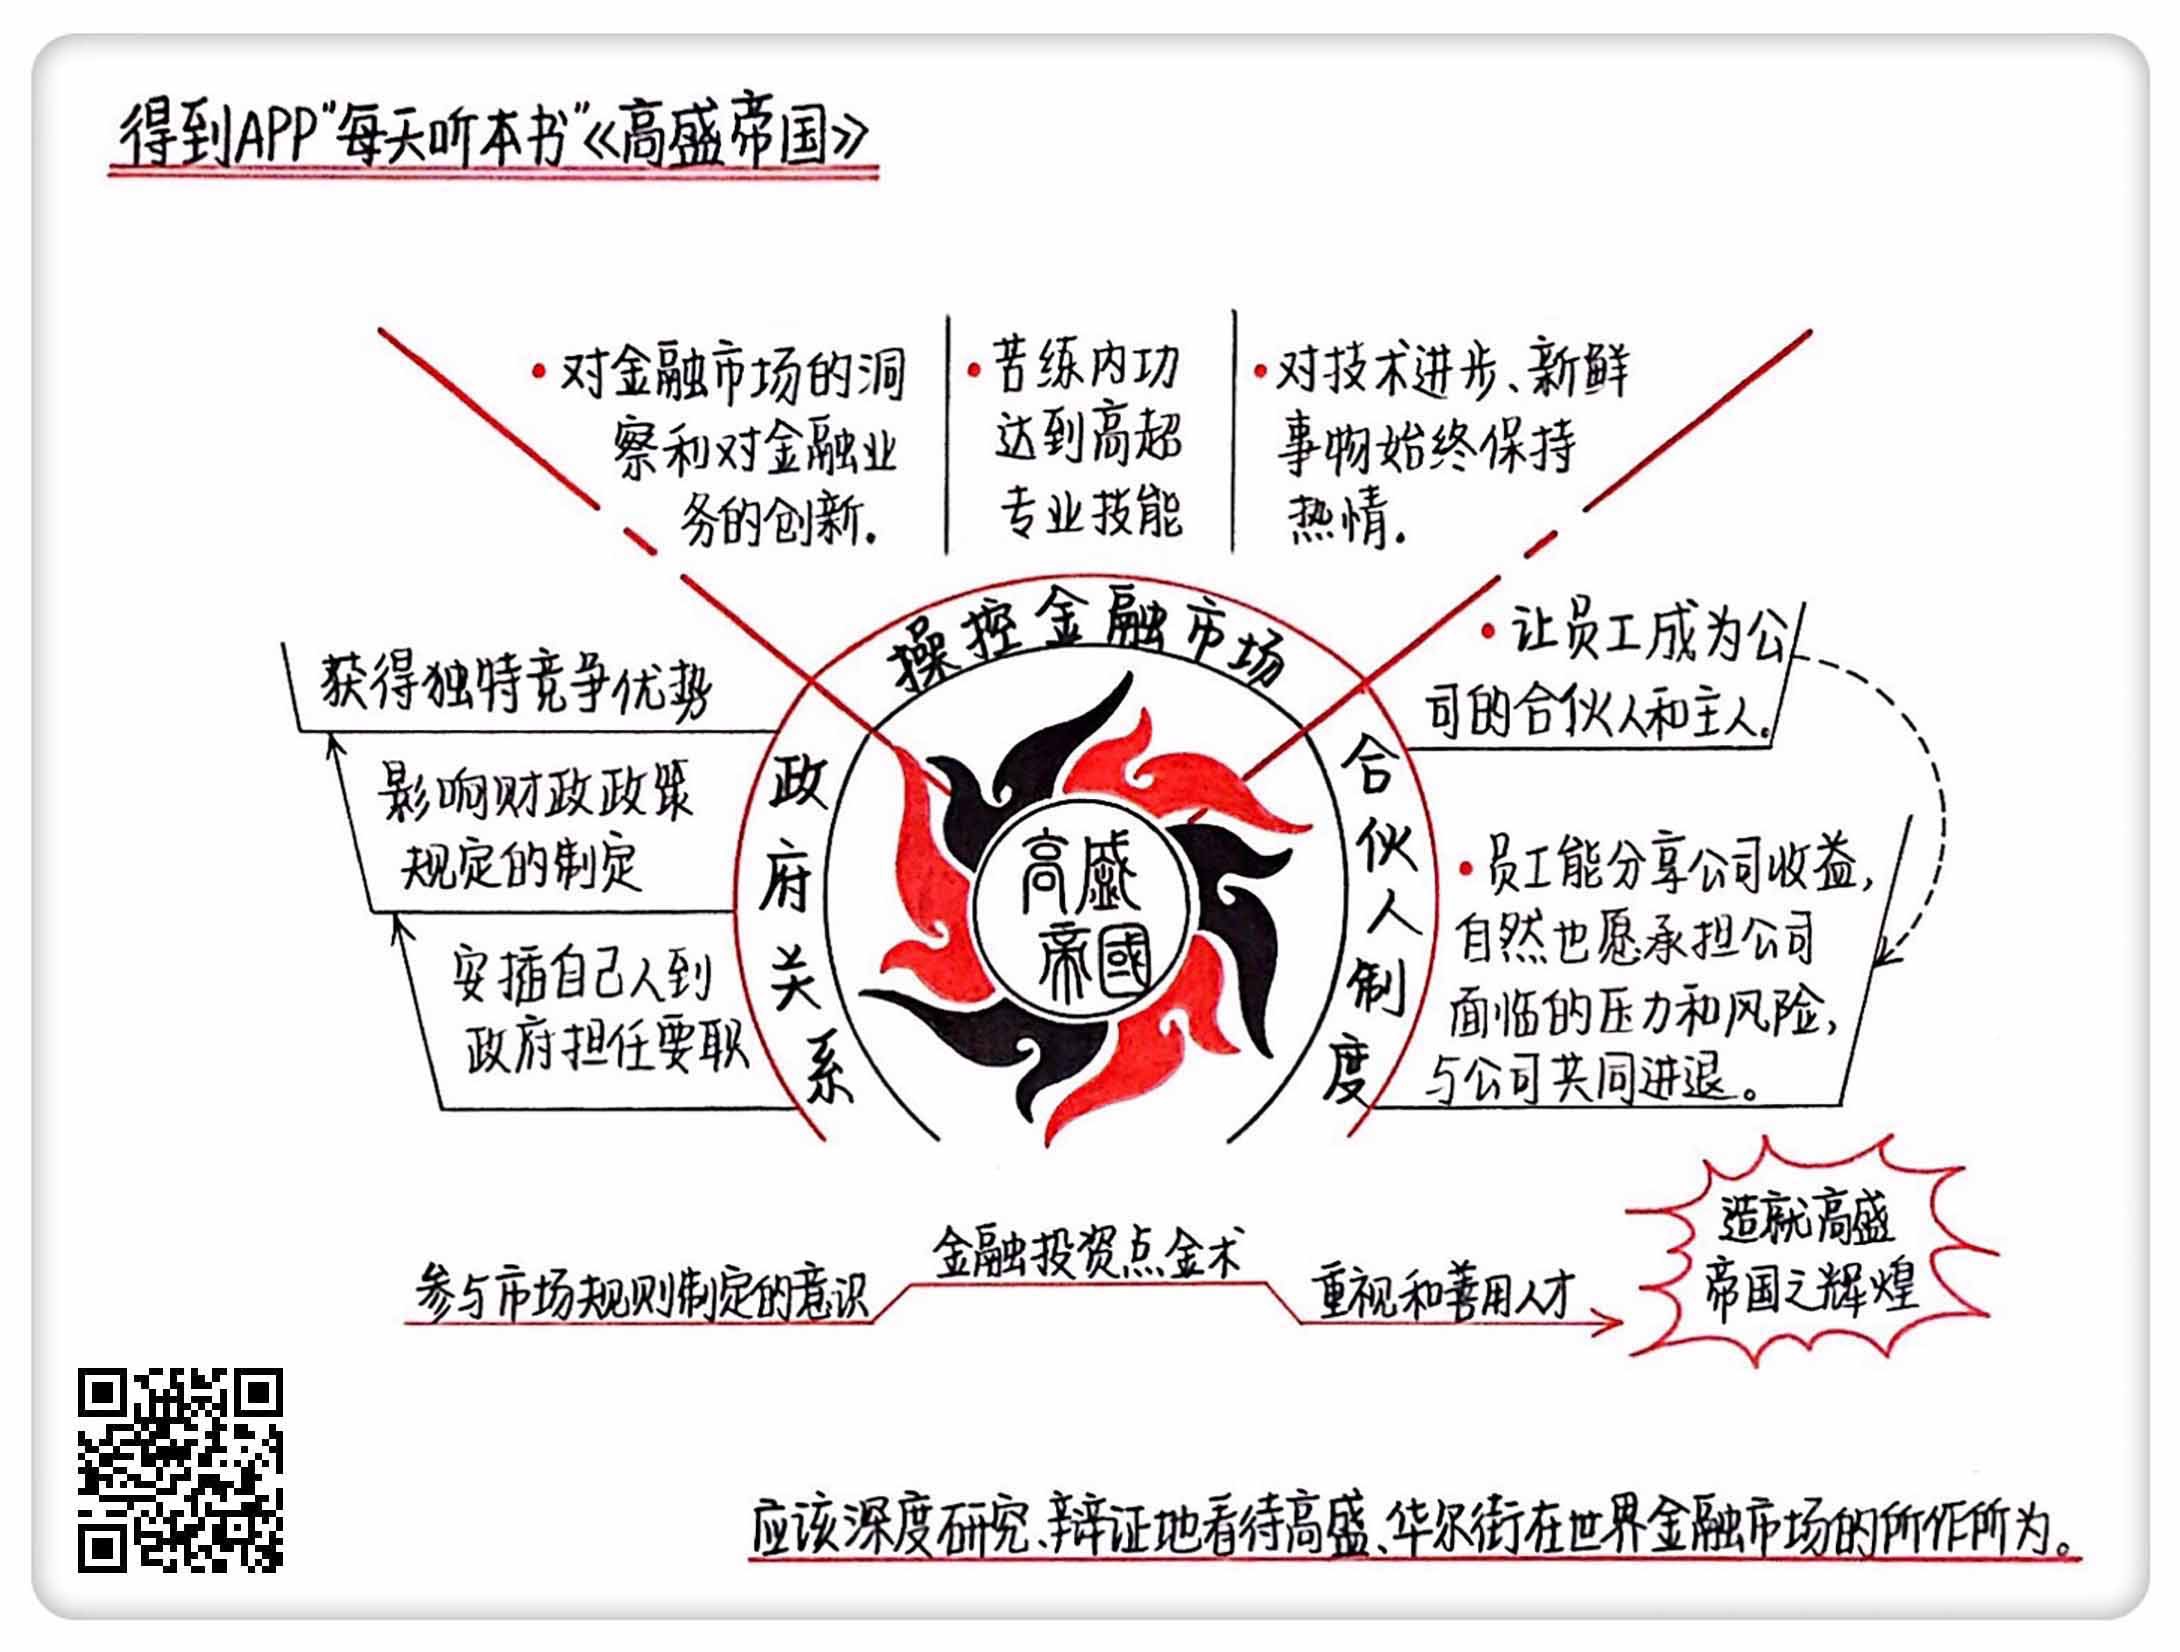 得到APP“每天听本书”《高盛帝国》
对金融市场的洞
察和对金融业
务的创新.
苦练内功
达到高超
专业技能
对技术进步、新鲜
事物始终保持
热情.
操控金融市场
获得独特竞争优势
影响财政政策
规定的制定
安插自己人到
政府担任要职
政府关系
高盛
帝國
合伙人制度
让员工成为公
司的合伙人和主人.
员工能分享公司收益,
自然也愿承担公司
面临的压力和风险,
与公司共同进退。
参与市场规则制定的意识
金融投资点金术
重视和善用人才
造就高盛
帝国之辉煌
应该深度研究、辩证地看待高盛、华尔街在世界金融市场的所作所为。